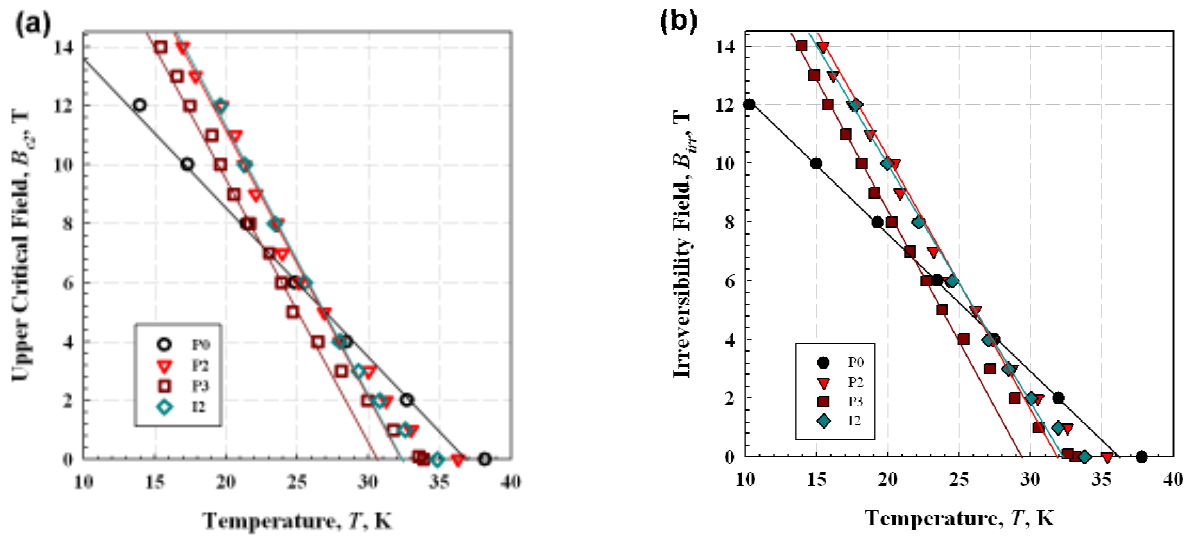 (a)
Upper Critical Field, Bc2, T
14
12
10
8
6
4
2
0
P0
P2
P3
I2
10 15 20 25 30 35 40
Temperature, T, K
(b)
Irreversibility Field, Birr, T
14
12
10
8
6
4
2
0
P0
P2
P3
I2
10 15 20 25 30 35 40
Temperature, T, K